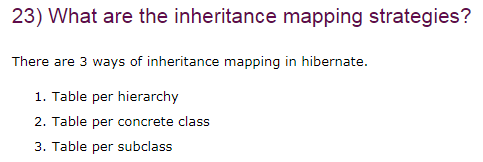 23) What are the inheritance mapping strategies?
There are 3 ways of inheritance mapping in hibernate.
1. Table per hierarchy
2. Table per concrete class
3. Table per subclass